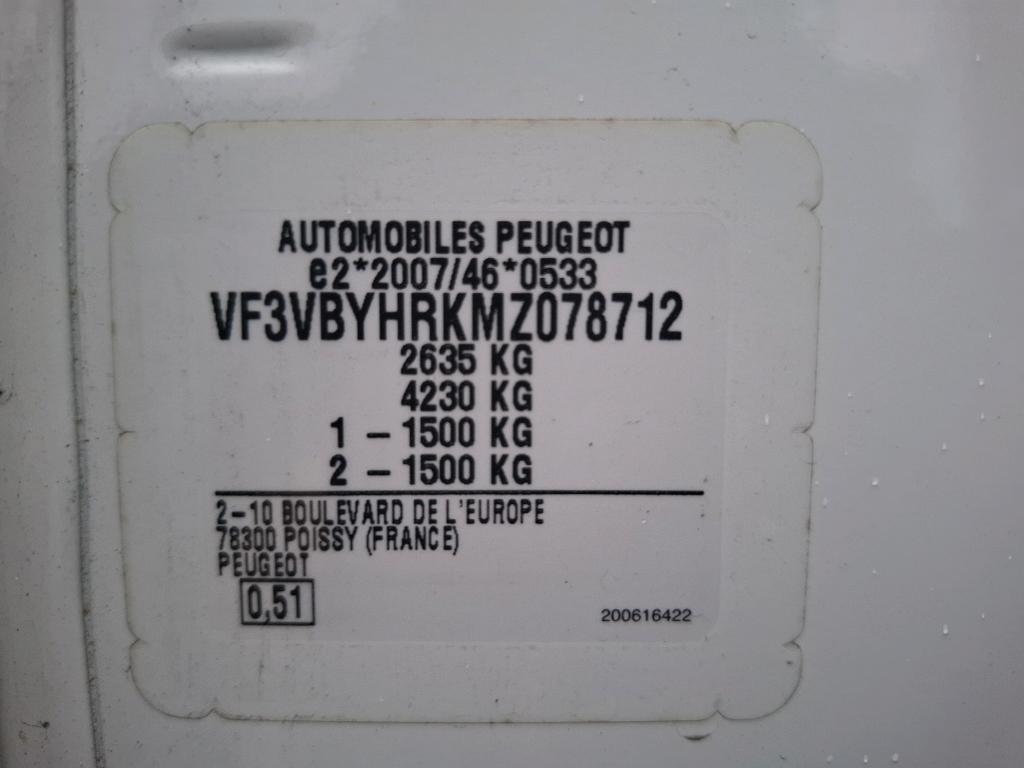 AUTOMOBILES PEUGEOT
e2*2007/46*0533
VF3VBYHRKMZ078712
2635 KG
4230 KG
1 – 1500 KG
2 – 1500 KG
2–10 BOULEVARD DE L'EUROPE
78300 POISSY (FRANCE)
PEUGEOT
0,51
200616422